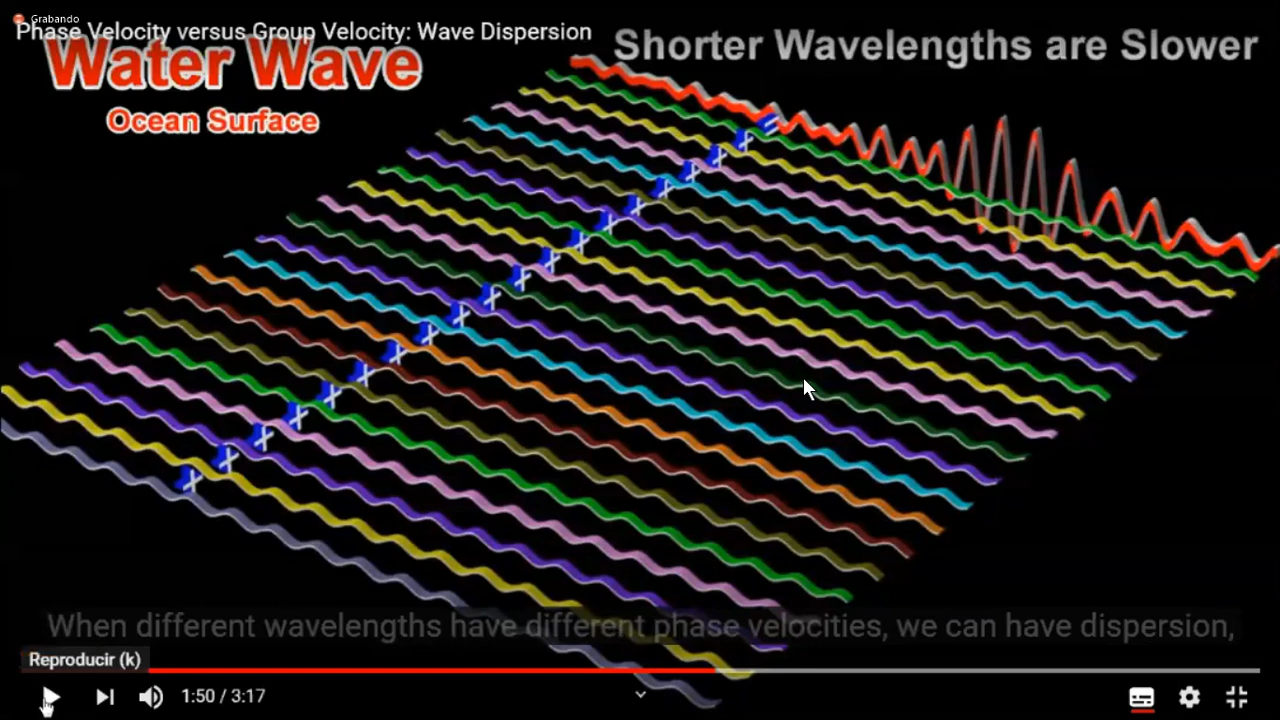 Grabando
Phase Velocity versus Group Velocity: Wave Dispersion
Water Wave
Ocean Surface
Shorter Wavelengths are Slower
When different wavelengths have different phase velocities, we can have dispersion,
Reproducir (k)
1:50 / 3:17